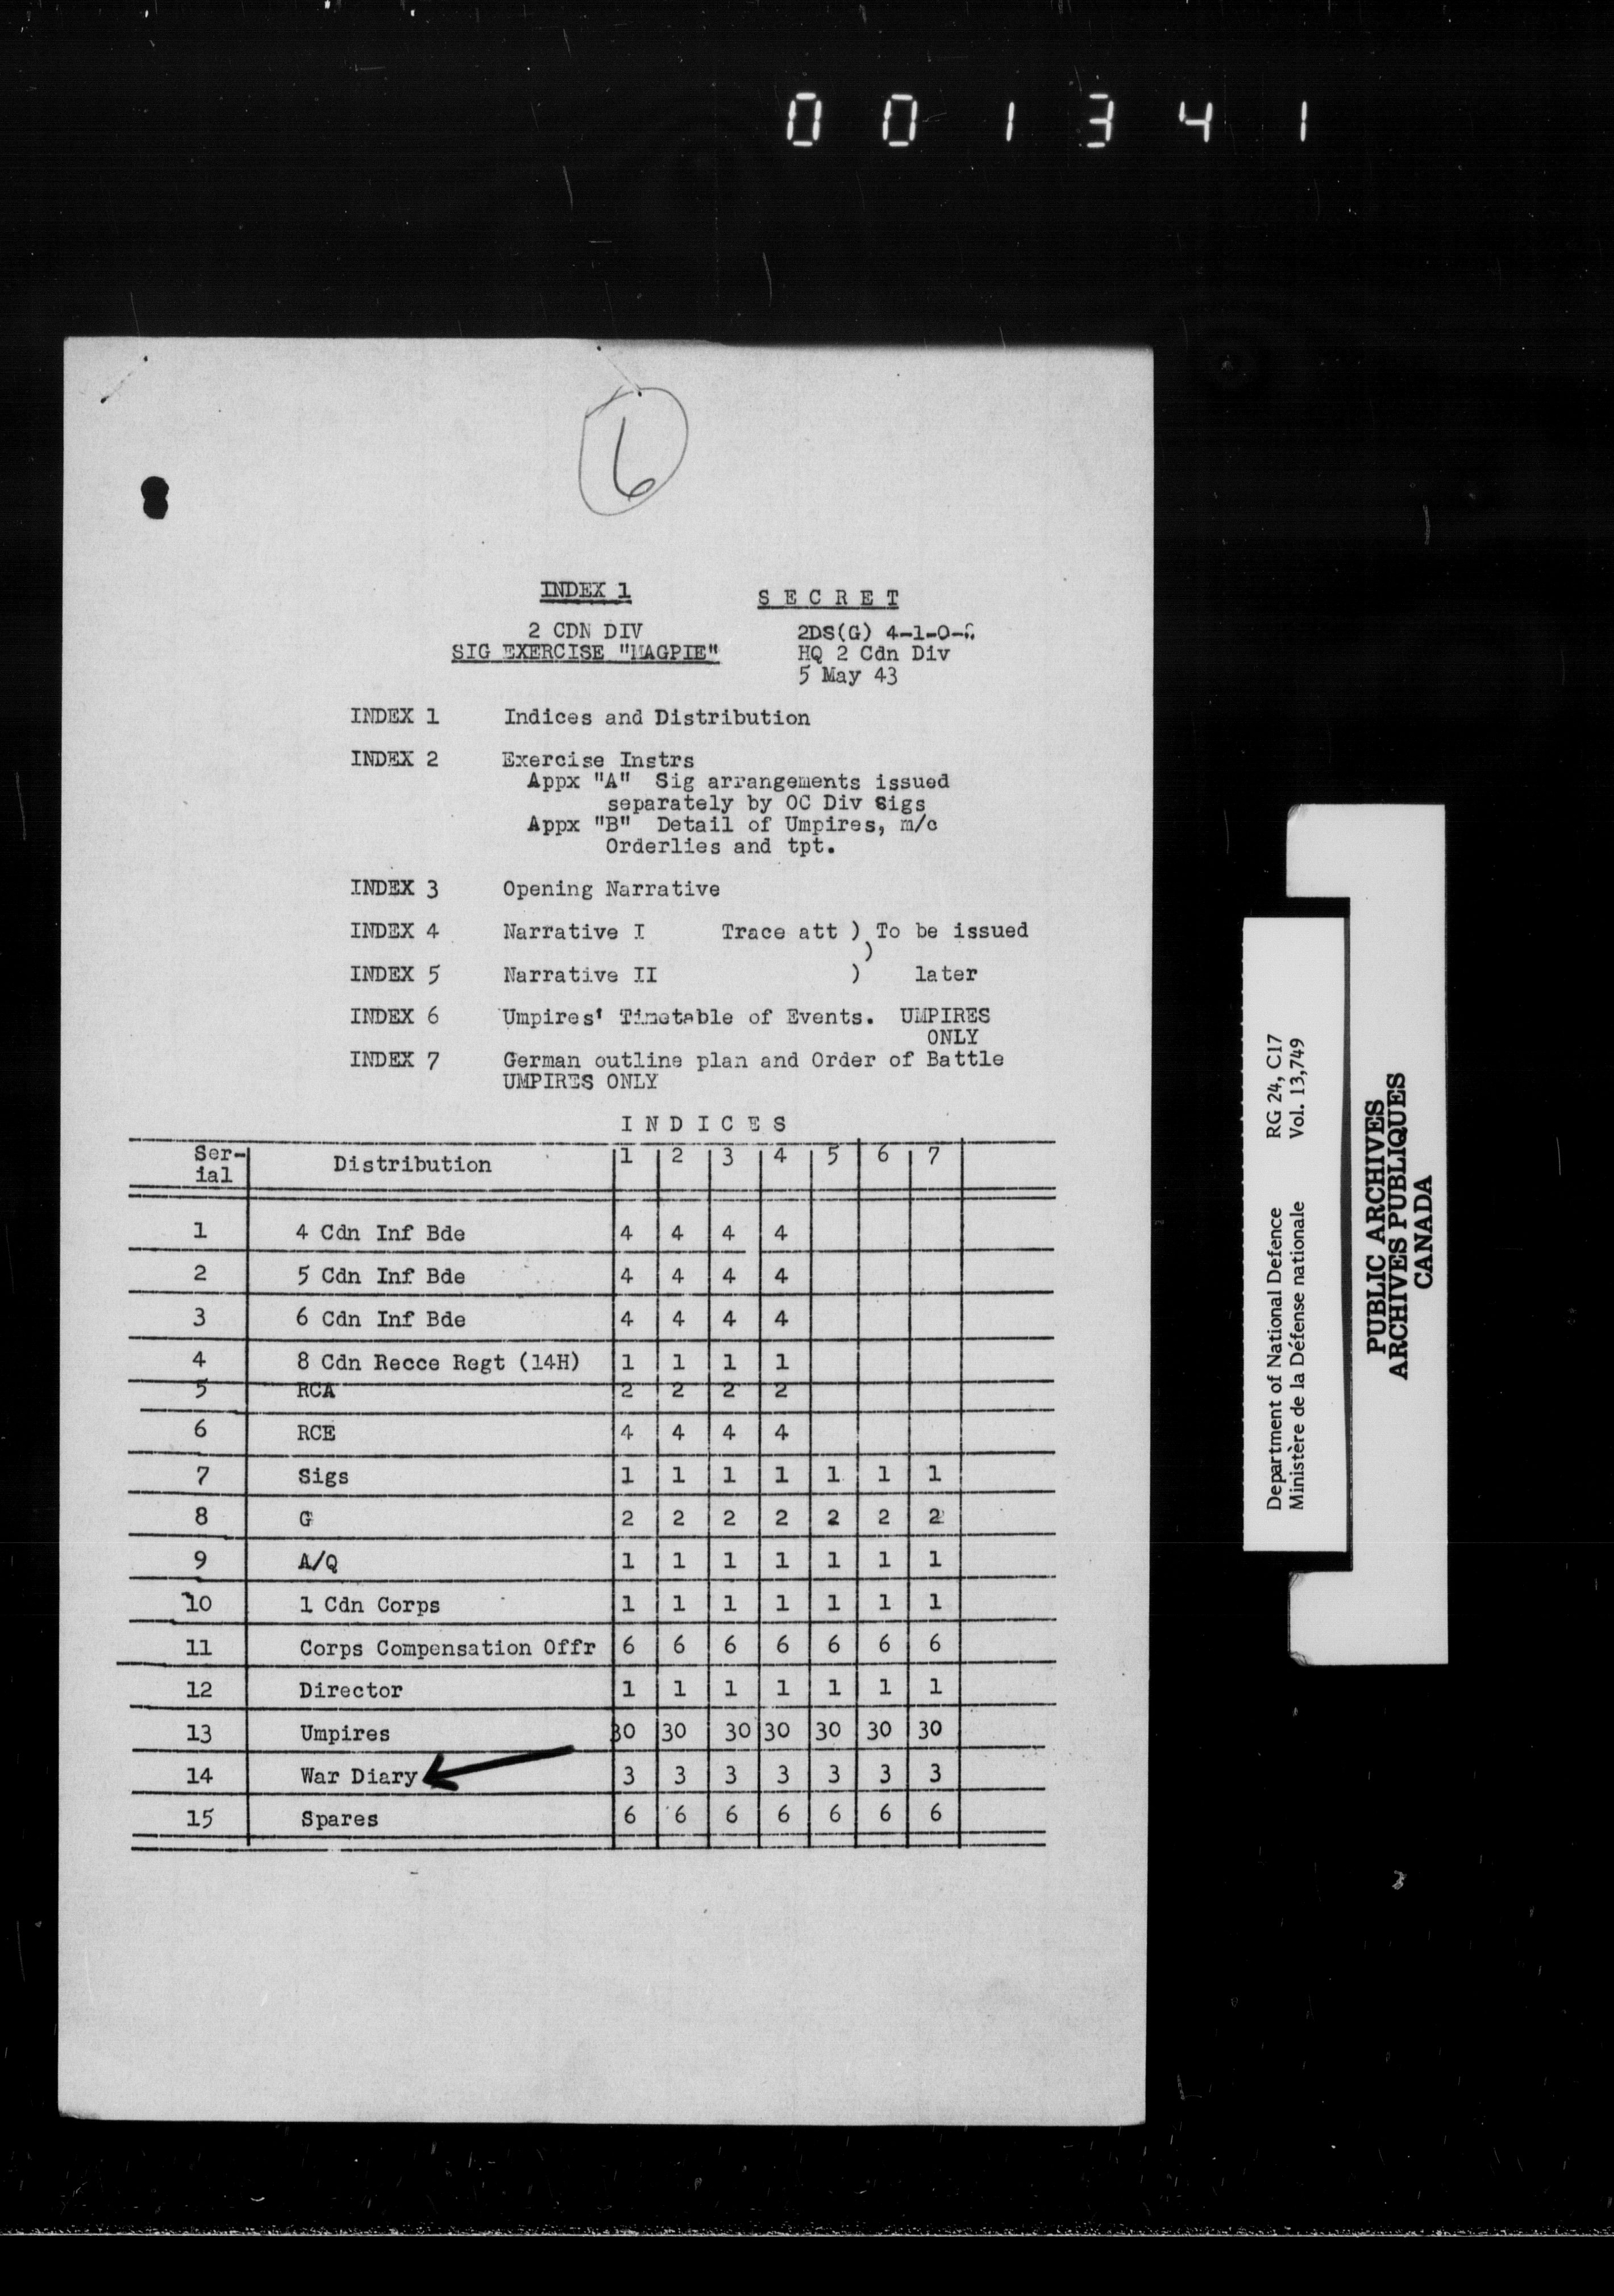 001341
6
INDEX 1
SECRET
2 CDN DIV
SIG EXERCISE "MAGPIE"
2DS(G) 4-1-0-
HQ 2 Cdn Div
5 May 43
INDEX 1 Indices and Distribution
INDEX 2 Exercise Instrs
Appx "A" Sig arrangements issued
separately by OC Div Sigs
Appx "B" Detail of Umpires, m/c
Orderlies and tpt.
INDEX 3 Opening Narrative
INDEX 4 Narrative I Trace att ) To be issued
)
INDEX 5 Narrative II ) later
INDEX 6 Umpires' Timetable of Events. UMPIRES
ONLY
INDEX 7 German outline plan and Order of Battle
UMPIRES ONLY
INDICES
Ser-
ial Distribution 1 2 3 4 5 6 7
1 4 Cdn Inf Bde 4 4 4 4
2 5 Cdn Inf Bde 4 4 4 4
3 6 Cdn Inf Bde 4 4 4 4
4 8 Cdn Recce Regt (14H) 1 1 1 1
5 RCA 2 2 2 2
6 RCE 4 4 4 4
7 Sigs 1 1 1 1 1 1 1
8 G 2 2 2 2 2 2 2
9 A/Q 1 1 1 1 1 1 1
10 1 Cdn Corps 1 1 1 1 1 1 1
11 Corps Compensation Offr 6 6 6 6 6 6 6
12 Director 1 1 1 1 1 1 1
13 Umpires 30 30 30 30 30 30 30
14 War Diary 3 3 3 3 3 3 3
15 Spares 6 6 6 6 6 6 6
Department of National Defence RG 24, C17
Ministère de la Défense nationale Vol. 13,749
PUBLIC ARCHIVES
ARCHIVES PUBLIQUES
CANADA